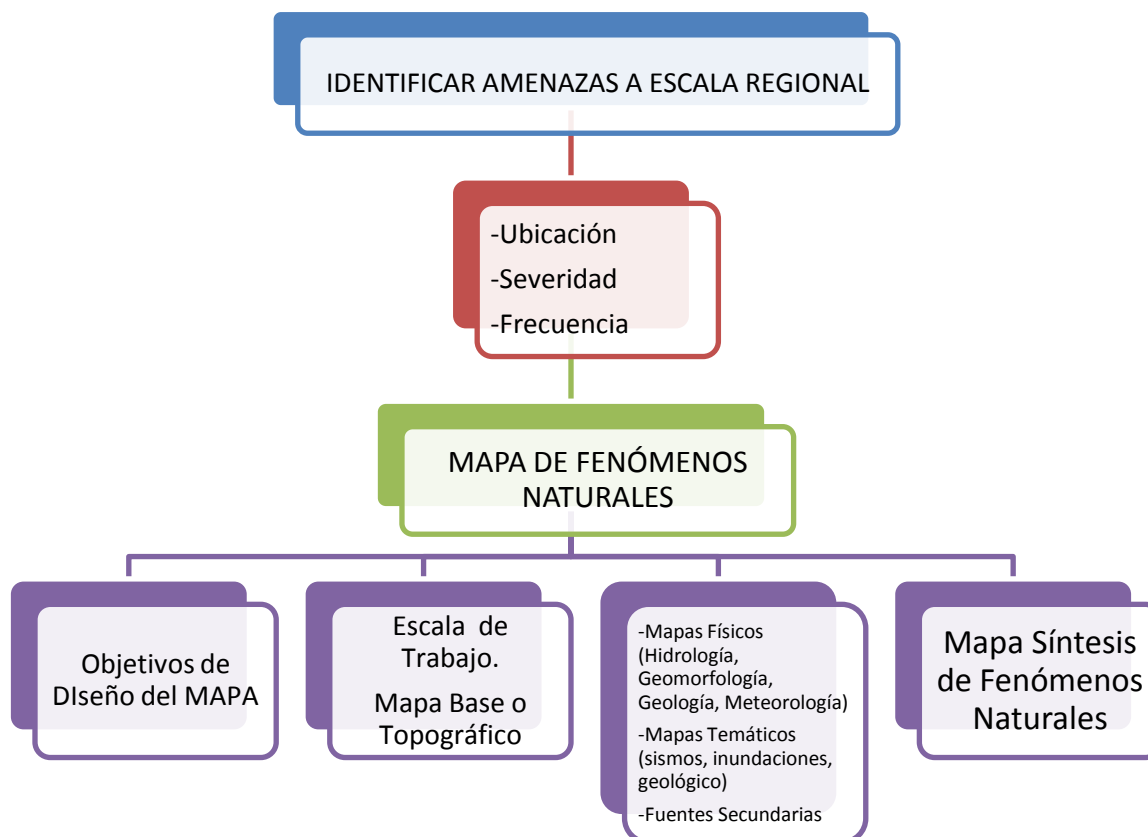 IDENTIFICAR AMENAZAS A ESCALA REGIONAL
-Ubicación
-Severidad
-Frecuencia
MAPA DE FENÓMENOS
NATURALES
Objetivos de
DIseño del MAPA
Escala de
Trabajo.
Mapa Base o
Topográfico
-Mapas Físicos
(Hidrología,
Geomorfología,
Geología, Meteorología)
-Mapas Temáticos
(sismos, inundaciones,
geológico)
-Fuentes Secundarias
Mapa Síntesis
de Fenómenos
Naturales